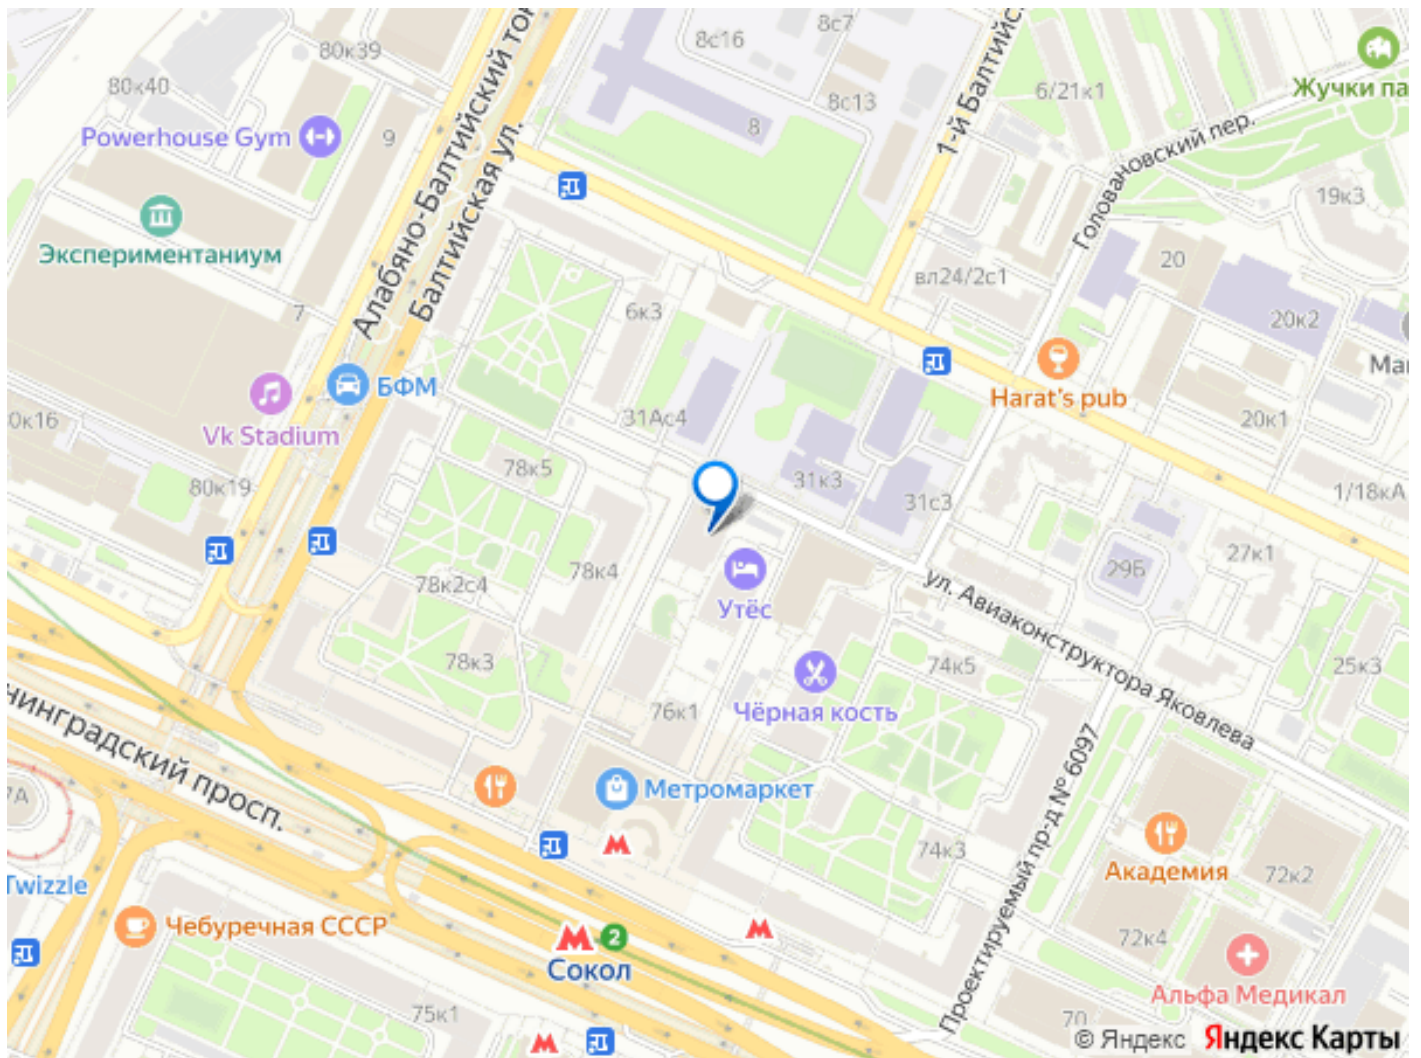 8с7
8с16
80к39
80к40
8с13
6/21к1
Жучки па
Powerhouse Gym
9
8
1-й Балтийск
Головановский пер.
Алабяно-Балтийский тон
Балтийская ул.
19к3
Экспериментаниум
20
вл24/2с1
7
6к3
20к2
Маг
БФМ
Harat's pub
0к16
Vk Stadium
31Ас4
20к1
78к5
31к3
80к19
31с3
1/18кА
27к1
78к2с4
78к4
Утёс
29Б
ул. Авиаконструктора Яковлева
78к3
74к5
25к3
76к1
Чёрная кость
нинградский просп.
Проектируемый пр-д № 6097
7А
Метромаркет
74к3
Академия
72к2
Twizzle
Чебуречная СССР
2
Сокол
72к4
Альфа Медикал
75к1
70
© Яндекс Яндекс Карты